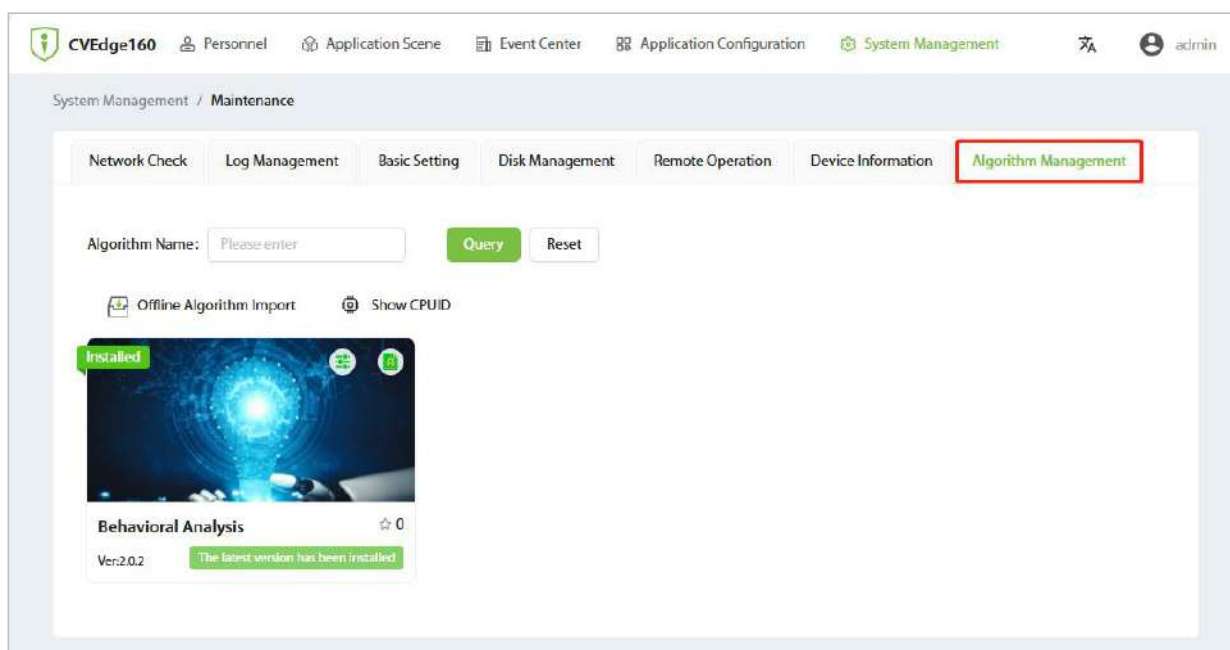 CVEdge160 Personnel Application Scene Event Center Application Configuration System Management admin
System Management / Maintenance
Network Check Log Management Basic Setting Disk Management Remote Operation Device Information Algorithm Management
Algorithm Name: Please enter Query Reset
Offline Algorithm Import Show CPUID
Installed
Behavioral Analysis 0
Ver:2.0.2 The latest version has been installed